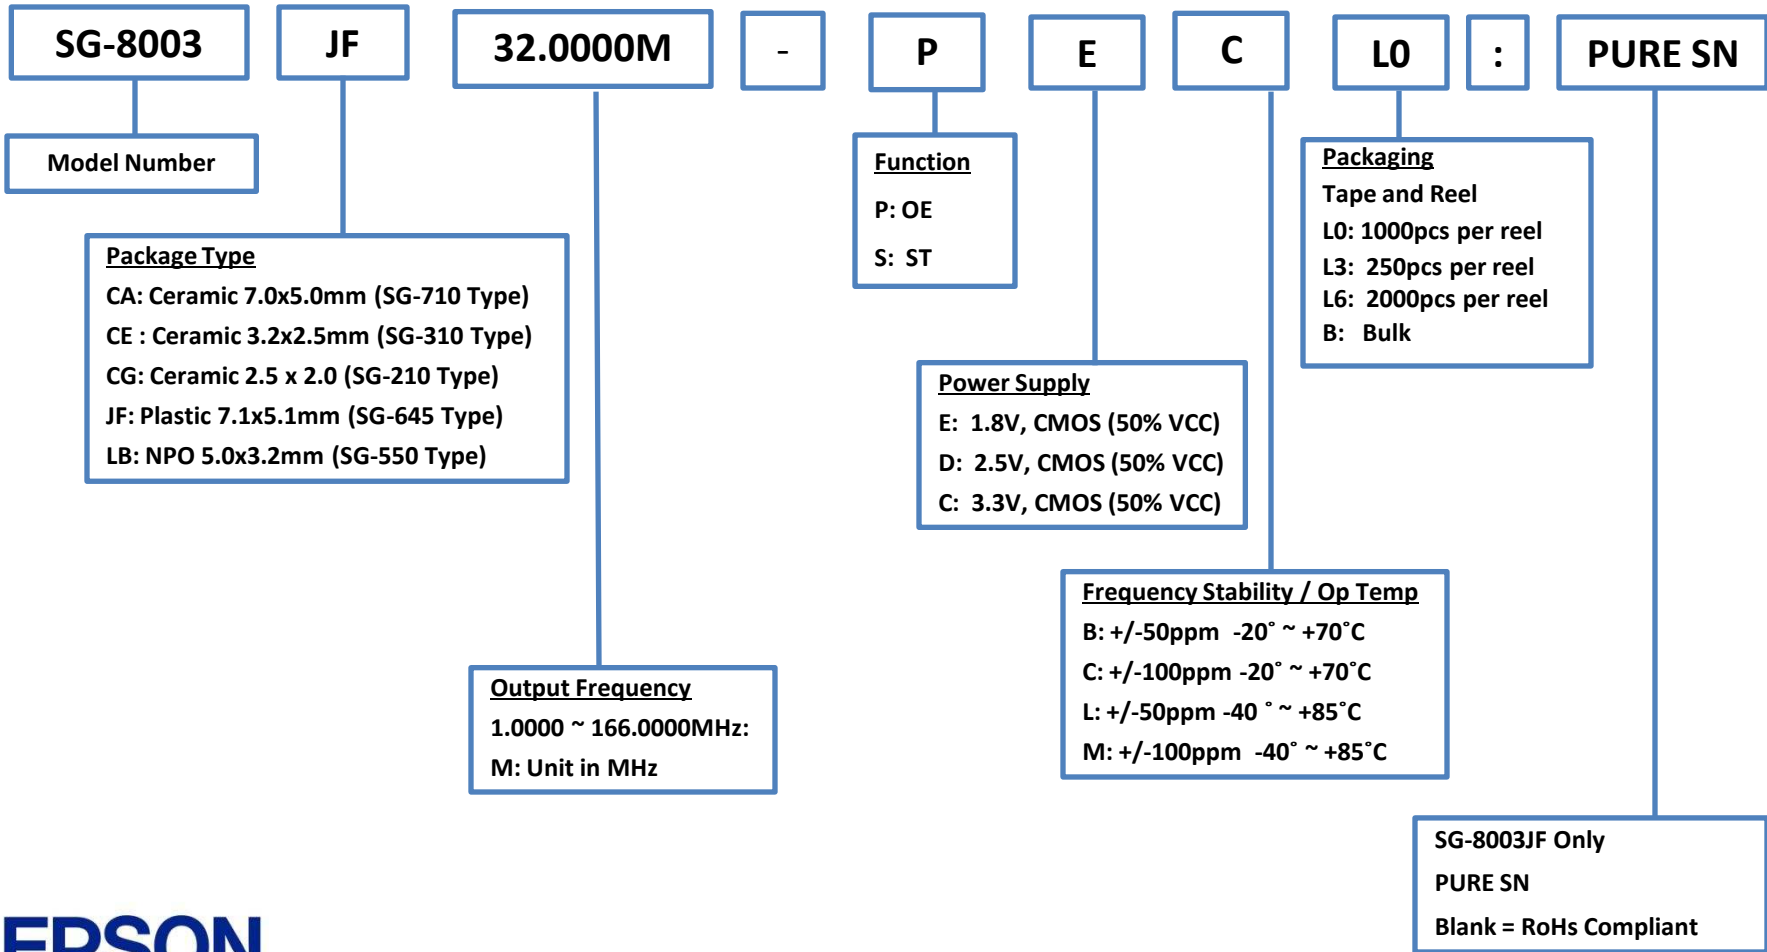 SG-8003 JF 32.0000M - P E C L0 : PURE SN
Model Number
Package Type
CA: Ceramic 7.0x5.0mm (SG-710 Type)
CE : Ceramic 3.2x2.5mm (SG-310 Type)
CG: Ceramic 2.5 x 2.0 (SG-210 Type)
JF: Plastic 7.1x5.1mm (SG-645 Type)
LB: NPO 5.0x3.2mm (SG-550 Type)
Output Frequency
1.0000 ~ 166.0000MHz:
M: Unit in MHz
Function
P: OE
S: ST
Power Supply
E: 1.8V, CMOS (50% VCC)
D: 2.5V, CMOS (50% VCC)
C: 3.3V, CMOS (50% VCC)
Frequency Stability / Op Temp
B: +/-50ppm -20˚ ~ +70˚C
C: +/-100ppm -20˚ ~ +70˚C
L: +/-50ppm -40 ˚ ~ +85˚C
M: +/-100ppm -40˚ ~ +85˚C
Packaging
Tape and Reel
L0: 1000pcs per reel
L3: 250pcs per reel
L6: 2000pcs per reel
B: Bulk
SG-8003JF Only
PURE SN
Blank = RoHs Compliant
EPSON